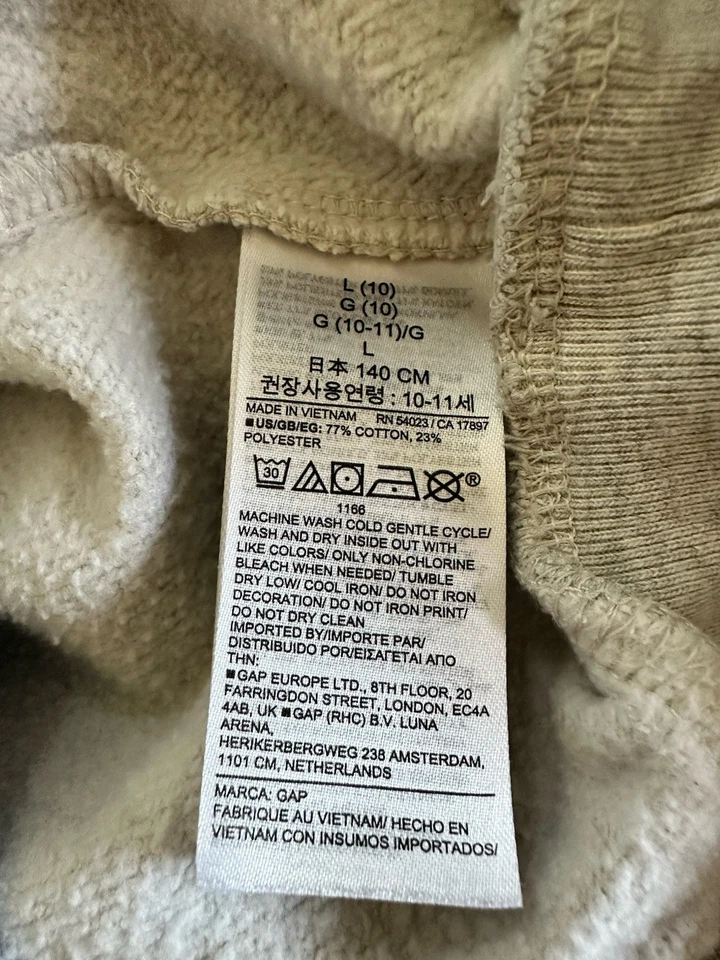 L (10)
G (10)
G (10-11)/G
L
日本 140 CM
권장사용연령 : 10-11세
MADE IN VIETNAM RN 54023 / CA 17897
■US/GB/EG: 77% COTTON, 23%
POLYESTER
30
®
1166
MACHINE WASH COLD GENTLE CYCLE/
WASH AND DRY INSIDE OUT WITH
LIKE COLORS/ ONLY NON-CHLORINE
BLEACH WHEN NEEDED/ TUMBLE
DRY LOW/ COOL IRON/ DO NOT IRON
DECORATION/ DO NOT IRON PRINT/
DO NOT DRY CLEAN
IMPORTED BY/IMPORTE PAR/
DISTRIBUIDO POR/ΕΙΣΑΓΕΤΑΙ ΑΠΟ
ΤΗΝ:
■GAP EUROPE LTD., 8TH FLOOR, 20
FARRINGDON STREET, LONDON, EC4A
4AB, UK ■GAP (RHC) B.V. LUNA
ARENA,
HERIKERBERGWEG 238 AMSTERDAM,
1101 CM, NETHERLANDS
MARCA: GAP
FABRIQUE AU VIETNAM/ HECHO EN
VIETNAM CON INSUMOS IMPORTADOS/